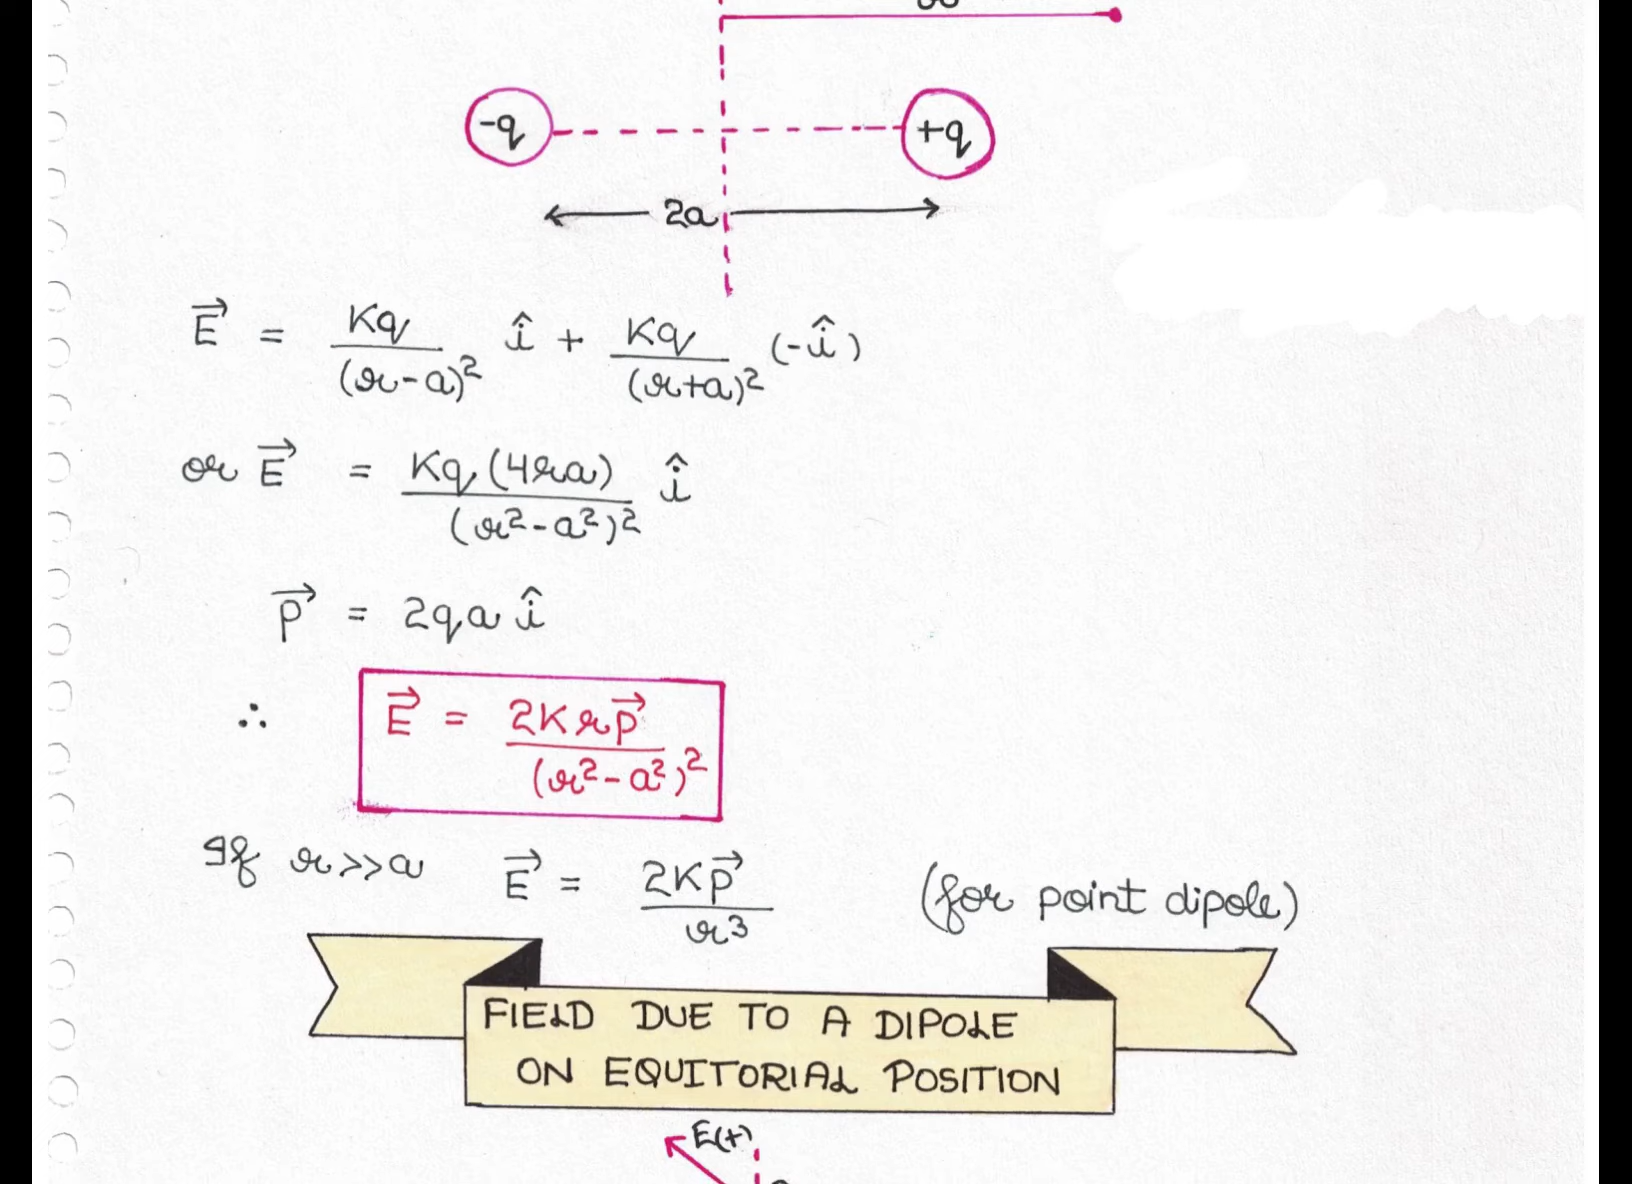 -q
+q
2a
E⃗ = Kq/(r-a)² î + Kq/(r+a)² (-î)
or E⃗ = Kq(4ra)/(r²-a²)² î
P⃗ = 2qa î
∴ E⃗ = 2Krp⃗/(r²-a²)²
If r>>a E⃗ = 2Kp⃗/r³ (for point dipole)
FIELD DUE TO A DIPOLE
ON EQUITORIAL POSITION
E(+)